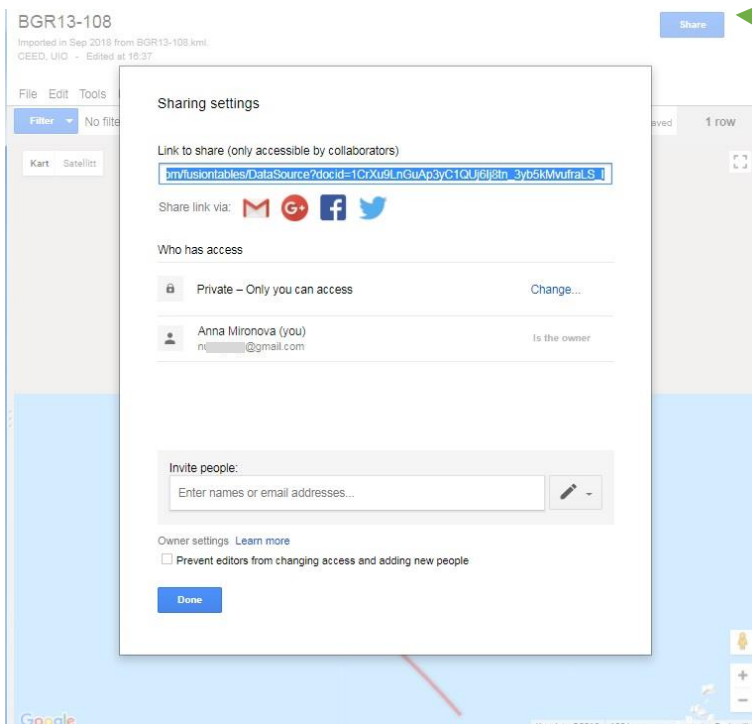 BGR13-108
Share
Imported in Sep 2018 from BGR13-108.kml.
CEED, UIO - Edited at 16:37
File Edit Tools
Filter No filte
saved 1 row
Kart Satellitt
Sharing settings
Link to share (only accessible by collaborators)
om/fusiontables/DataSource?docid=1CrXu9LnGuAp3yC1QUj6Ij8tn_3yb5kMvufraLS_I
Share link via:
Who has access
Private – Only you can access Change...
Anna Mironova (you)
@gmail.com
Is the owner
Invite people:
Enter names or email addresses...
Owner settings Learn more
Prevent editors from changing access and adding new people
Done
Google